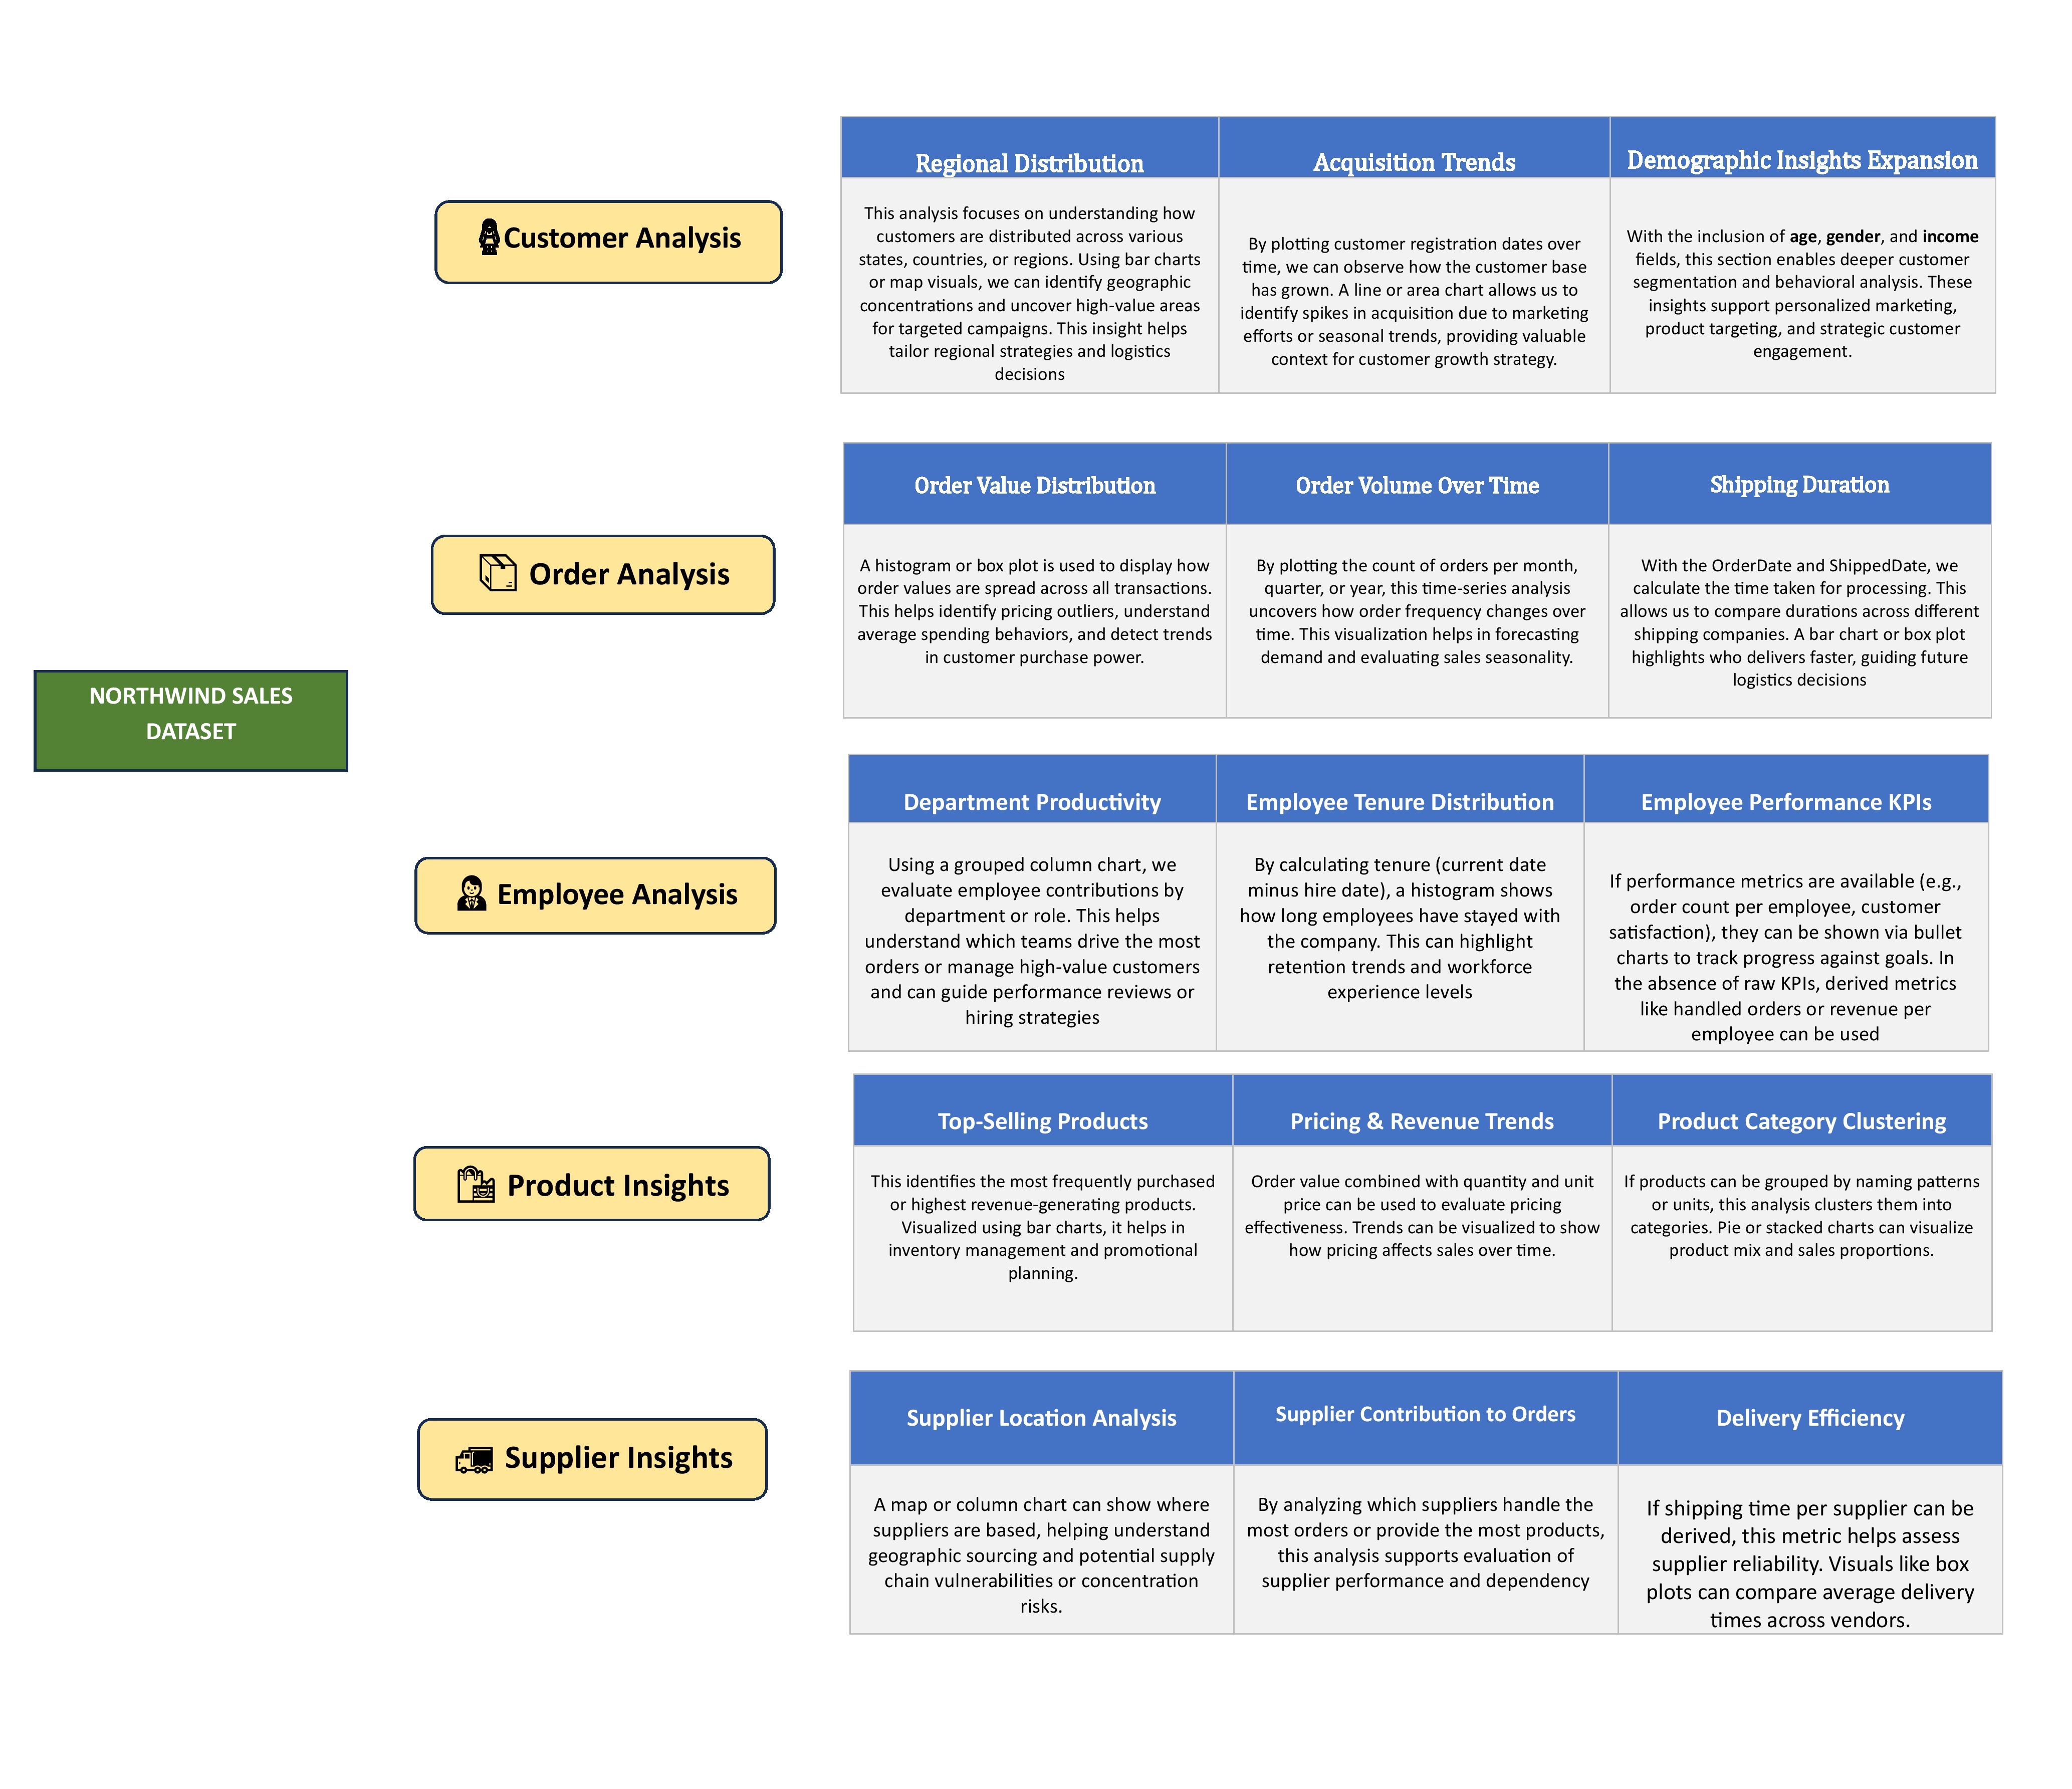 NORTHWIND SALES
DATASET
Customer Analysis
Regional Distribution
This analysis focuses on understanding how
customers are distributed across various
states, countries, or regions. Using bar charts
or map visuals, we can identify geographic
concentrations and uncover high-value areas
for targeted campaigns. This insight helps
tailor regional strategies and logistics
decisions
Acquisition Trends
By plotting customer registration dates over
time, we can observe how the customer base
has grown. A line or area chart allows us to
identify spikes in acquisition due to marketing
efforts or seasonal trends, providing valuable
context for customer growth strategy.
Demographic Insights Expansion
With the inclusion of age, gender, and income
fields, this section enables deeper customer
segmentation and behavioral analysis. These
insights support personalized marketing,
product targeting, and strategic customer
engagement.
Order Analysis
Order Value Distribution
A histogram or box plot is used to display how
order values are spread across all transactions.
This helps identify pricing outliers, understand
average spending behaviors, and detect trends
in customer purchase power.
Order Volume Over Time
By plotting the count of orders per month,
quarter, or year, this time-series analysis
uncovers how order frequency changes over
time. This visualization helps in forecasting
demand and evaluating sales seasonality.
Shipping Duration
With the OrderDate and ShippedDate, we
calculate the time taken for processing. This
allows us to compare durations across different
shipping companies. A bar chart or box plot
highlights who delivers faster, guiding future
logistics decisions
Employee Analysis
Department Productivity
Using a grouped column chart, we
evaluate employee contributions by
department or role. This helps
understand which teams drive the most
orders or manage high-value customers
and can guide performance reviews or
hiring strategies
Employee Tenure Distribution
By calculating tenure (current date
minus hire date), a histogram shows
how long employees have stayed with
the company. This can highlight
retention trends and workforce
experience levels
Employee Performance KPIs
If performance metrics are available (e.g.,
order count per employee, customer
satisfaction), they can be shown via bullet
charts to track progress against goals. In
the absence of raw KPIs, derived metrics
like handled orders or revenue per
employee can be used
Product Insights
Top-Selling Products
This identifies the most frequently purchased
or highest revenue-generating products.
Visualized using bar charts, it helps in
inventory management and promotional
planning.
Pricing & Revenue Trends
Order value combined with quantity and unit
price can be used to evaluate pricing
effectiveness. Trends can be visualized to show
how pricing affects sales over time.
Product Category Clustering
If products can be grouped by naming patterns
or units, this analysis clusters them into
categories. Pie or stacked charts can visualize
product mix and sales proportions.
Supplier Insights
Supplier Location Analysis
A map or column chart can show where
suppliers are based, helping understand
geographic sourcing and potential supply
chain vulnerabilities or concentration
risks.
Supplier Contribution to Orders
By analyzing which suppliers handle the
most orders or provide the most products,
this analysis supports evaluation of
supplier performance and dependency
Delivery Efficiency
If shipping time per supplier can be
derived, this metric helps assess
supplier reliability. Visuals like box
plots can compare average delivery
times across vendors.